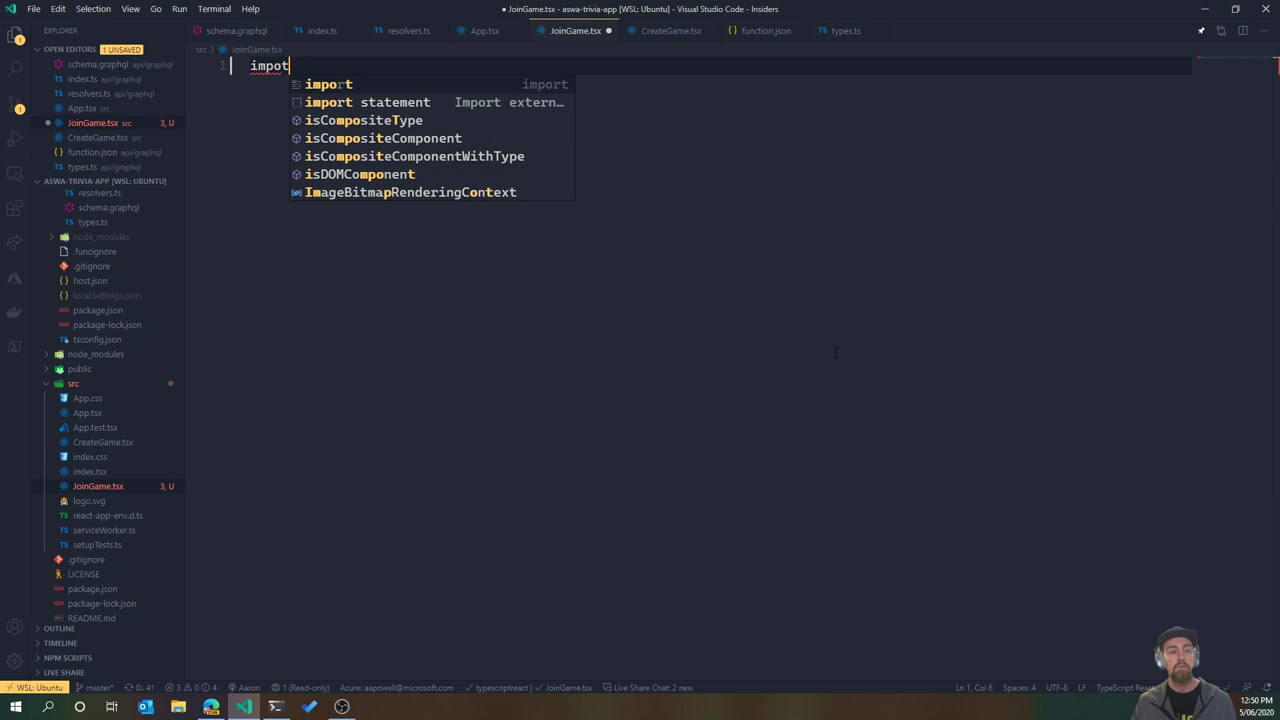 File Edit Selection View Go Run Terminal Help
● JoinGame.tsx - aswa-trivia-app [WSL: Ubuntu] - Visual Studio Code - Insiders
EXPLORER
schema.graphql index.ts resolvers.ts App.tsx JoinGame.tsx CreateGame.tsx function.json types.ts
OPEN EDITORS 1 UNSAVED
src > JoinGame.tsx
schema.graphql api/graphql
index.ts api/graphql
resolvers.ts api/graphql
App.tsx src
JoinGame.tsx src 3, U
CreateGame.tsx src
function.json api/graphql
types.ts api/graphql
ASWA-TRIVIA-APP [WSL: UBUNTU]
resolvers.ts
schema.graphql
types.ts
node_modules
.funcignore
.gitignore
host.json
local.settings.json
package.json
package-lock.json
tsconfig.json
node_modules
public
src
App.css
App.tsx
App.test.tsx
CreateGame.tsx
index.css
index.tsx
JoinGame.tsx 3, U
logo.svg
react-app-env.d.ts
serviceWorker.ts
setupTests.ts
.gitignore
LICENSE
package.json
package-lock.json
README.md
OUTLINE
TIMELINE
NPM SCRIPTS
LIVE SHARE
1 impot
import import
import statement Import extern…
isCompositeType
isCompositeComponent
isCompositeComponentWithType
isDOMComponent
ImageBitmapRenderingContext
WSL: Ubuntu master* 0↓ 4↑ 3 0 4 Aaron 1 (Read-only) Azure: aapowell@microsoft.com typescriptreact JoinGame.tsx Live Share Chat: 2 new Ln 1, Col 6 Spaces: 4 UTF-8 LF TypeScript React
12:50 PM
5/06/2020